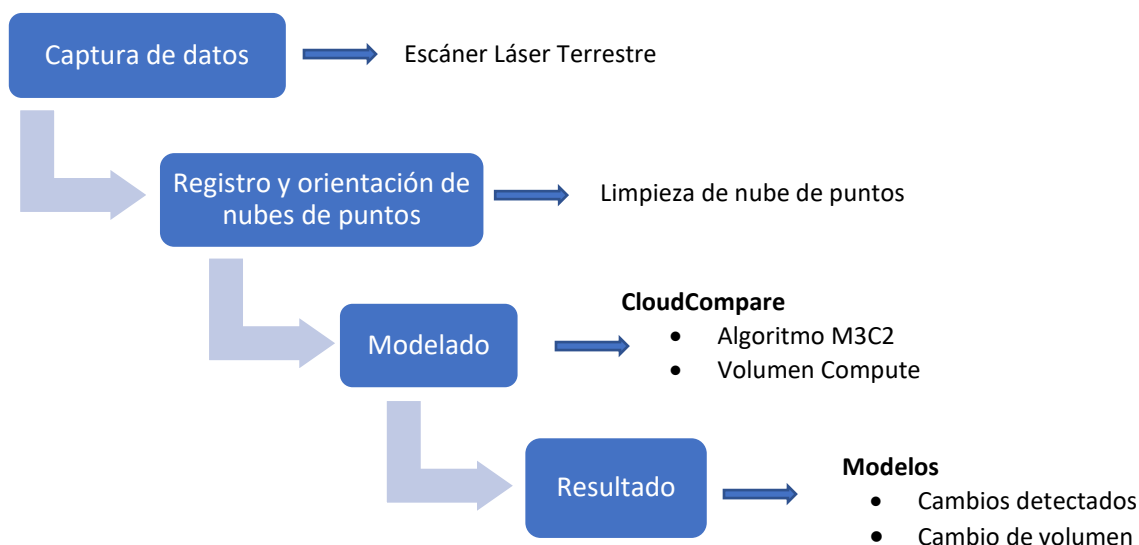 Captura de datos
Escáner Láser Terrestre
Registro y orientación de
nubes de puntos
Limpieza de nube de puntos
Modelado
CloudCompare
• Algoritmo M3C2
• Volumen Compute
Resultado
Modelos
• Cambios detectados
• Cambio de volumen